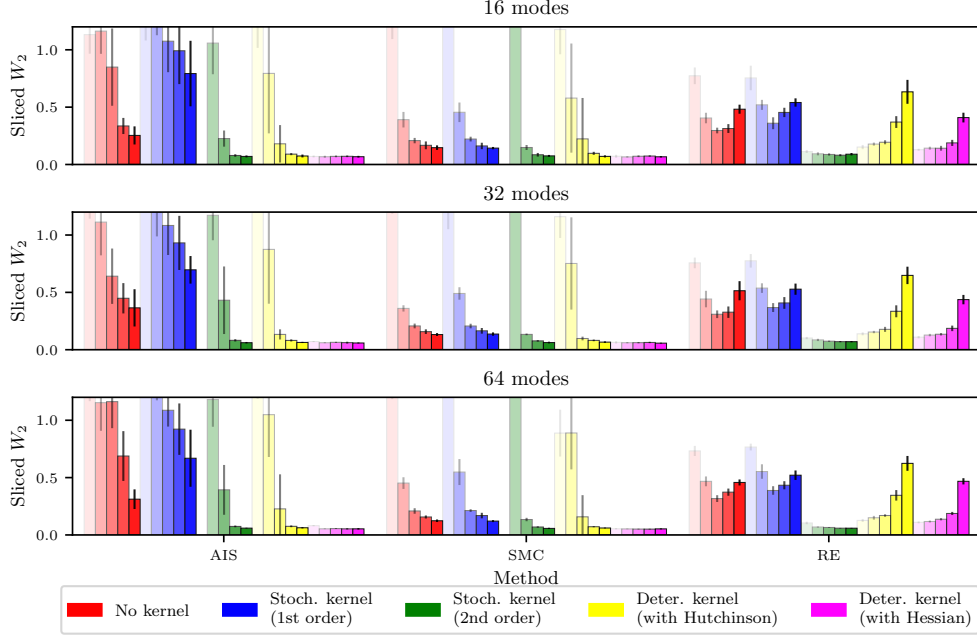 16 modes
Sliced W₂
1.0
0.5
0.0
32 modes
Sliced W₂
1.0
0.5
0.0
64 modes
Sliced W₂
1.0
0.5
0.0
AIS SMC RE
Method
No kernel
Stoch. kernel
(1st order)
Stoch. kernel
(2nd order)
Deter. kernel
(with Hutchinson)
Deter. kernel
(with Hessian)